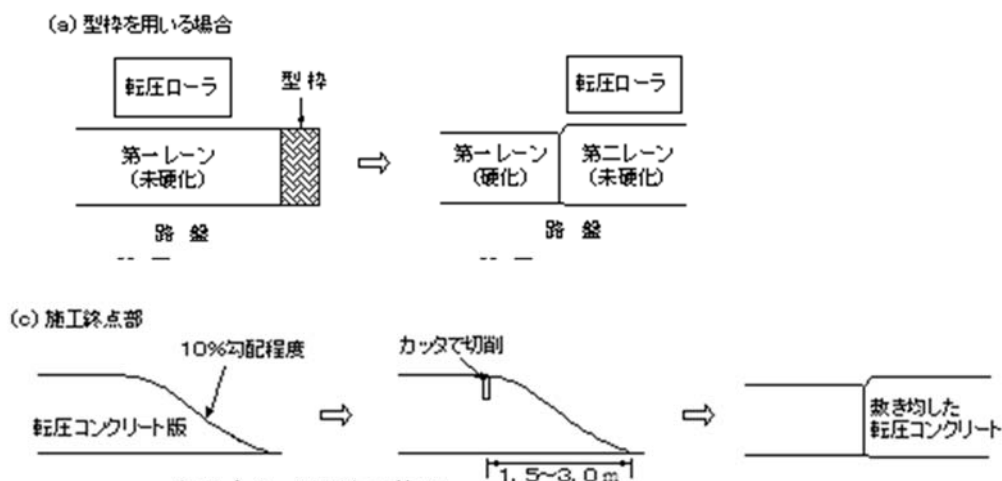 (a) 型枠を用いる場合
転圧ローラ
型枠
第一レーン
(未硬化)
路盤
転圧ローラ
第一レーン
(硬化)
第二レーン
(未硬化)
路盤
(c) 施工終点部
10%勾配程度
転圧コンクリート版
カッタで切削
1.5~3.0m
敷き均した
転圧コンクリート